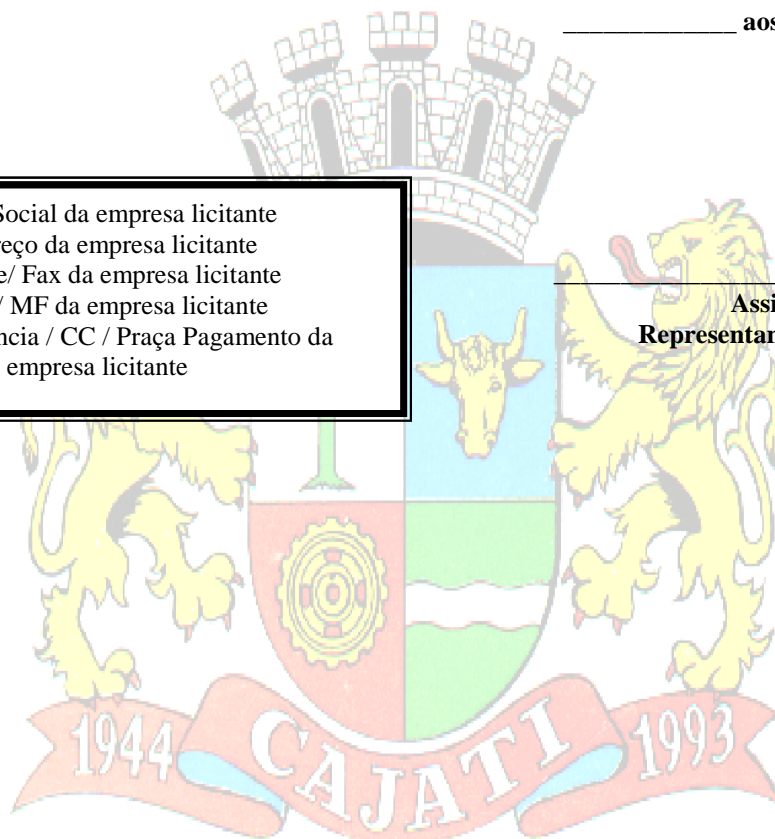 _____________ aos
Social da empresa licitante
reço da empresa licitante
e/ Fax da empresa licitante
/ MF da empresa licitante
ncia / CC / Praça Pagamento da
empresa licitante
Assi
Representan
1944 CAJATI 1993